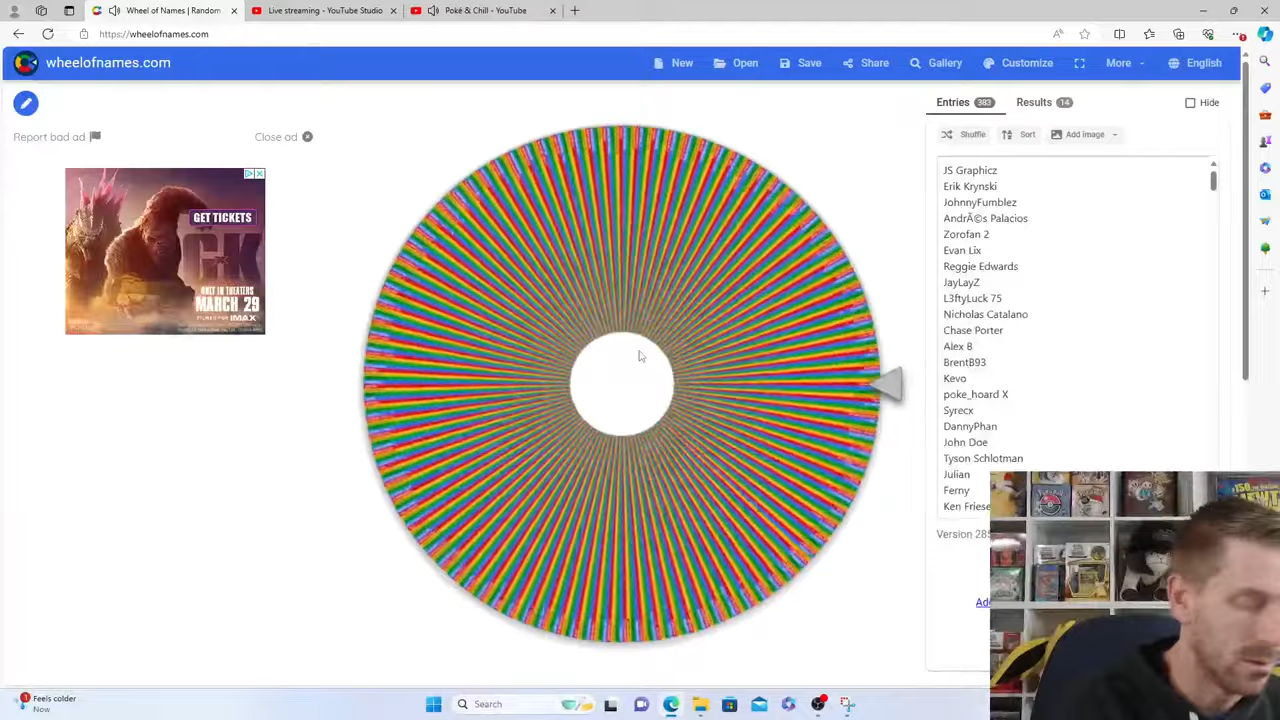 Wheel of Names | Random
Live streaming - YouTube Studio
Poké & Chill - YouTube
https://wheelofnames.com
wheelofnames.com
New
Open
Save
Share
Gallery
Customize
More
English
Report bad ad
Close ad
GET TICKETS
GK
ONLY IN THEATERS
MARCH 29
FILMED FOR IMAX
Entries 383
Results 14
Hide
Shuffle
Sort
Add image
JS Graphicz
Erik Krynski
JohnnyFumblez
AndrÃ©s Palacios
Zorofan 2
Evan Lix
Reggie Edwards
JayLayZ
L3ftyLuck 75
Nicholas Catalano
Chase Porter
Alex B
BrentB93
Kevo
poke_hoard X
Syrecx
DannyPhan
John Doe
Tyson Schlotman
Julian
Ferny
Ken Friese
Version 28
Feels colder
Now
Search